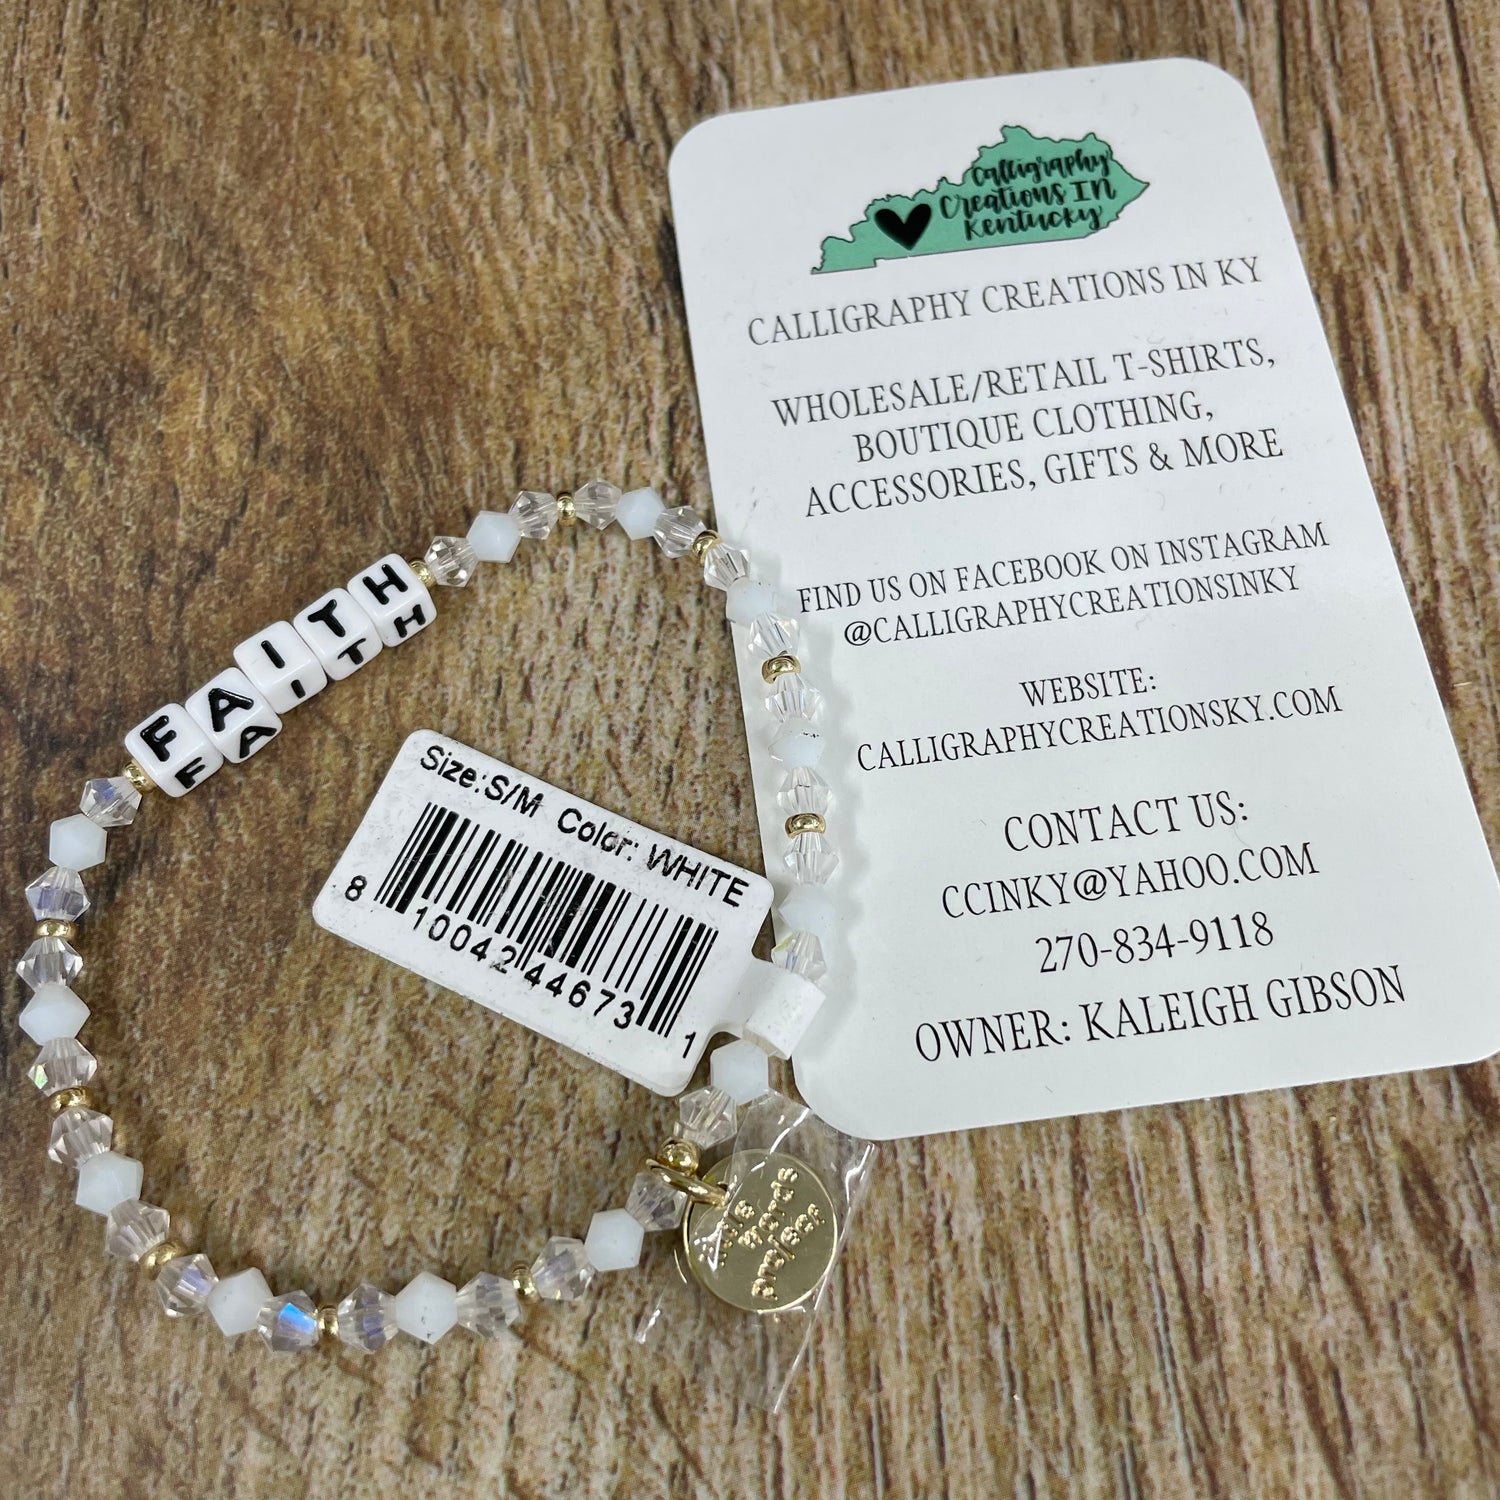 Calligraphy
Creations IN
Kentucky
CALLIGRAPHY CREATIONS IN KY
WHOLESALE/RETAIL T-SHIRTS,
BOUTIQUE CLOTHING,
ACCESSORIES, GIFTS & MORE
FIND US ON FACEBOOK ON INSTAGRAM
@CALLIGRAPHYCREATIONSINKY
WEBSITE:
CALLIGRAPHYCREATIONSKY.COM
CONTACT US:
CCINKY@YAHOO.COM
270-834-9118
OWNER: KALEIGH GIBSON
FAITH
FAITH
Size:S/M Color: WHITE
8 10042 44673 1
little
words
project